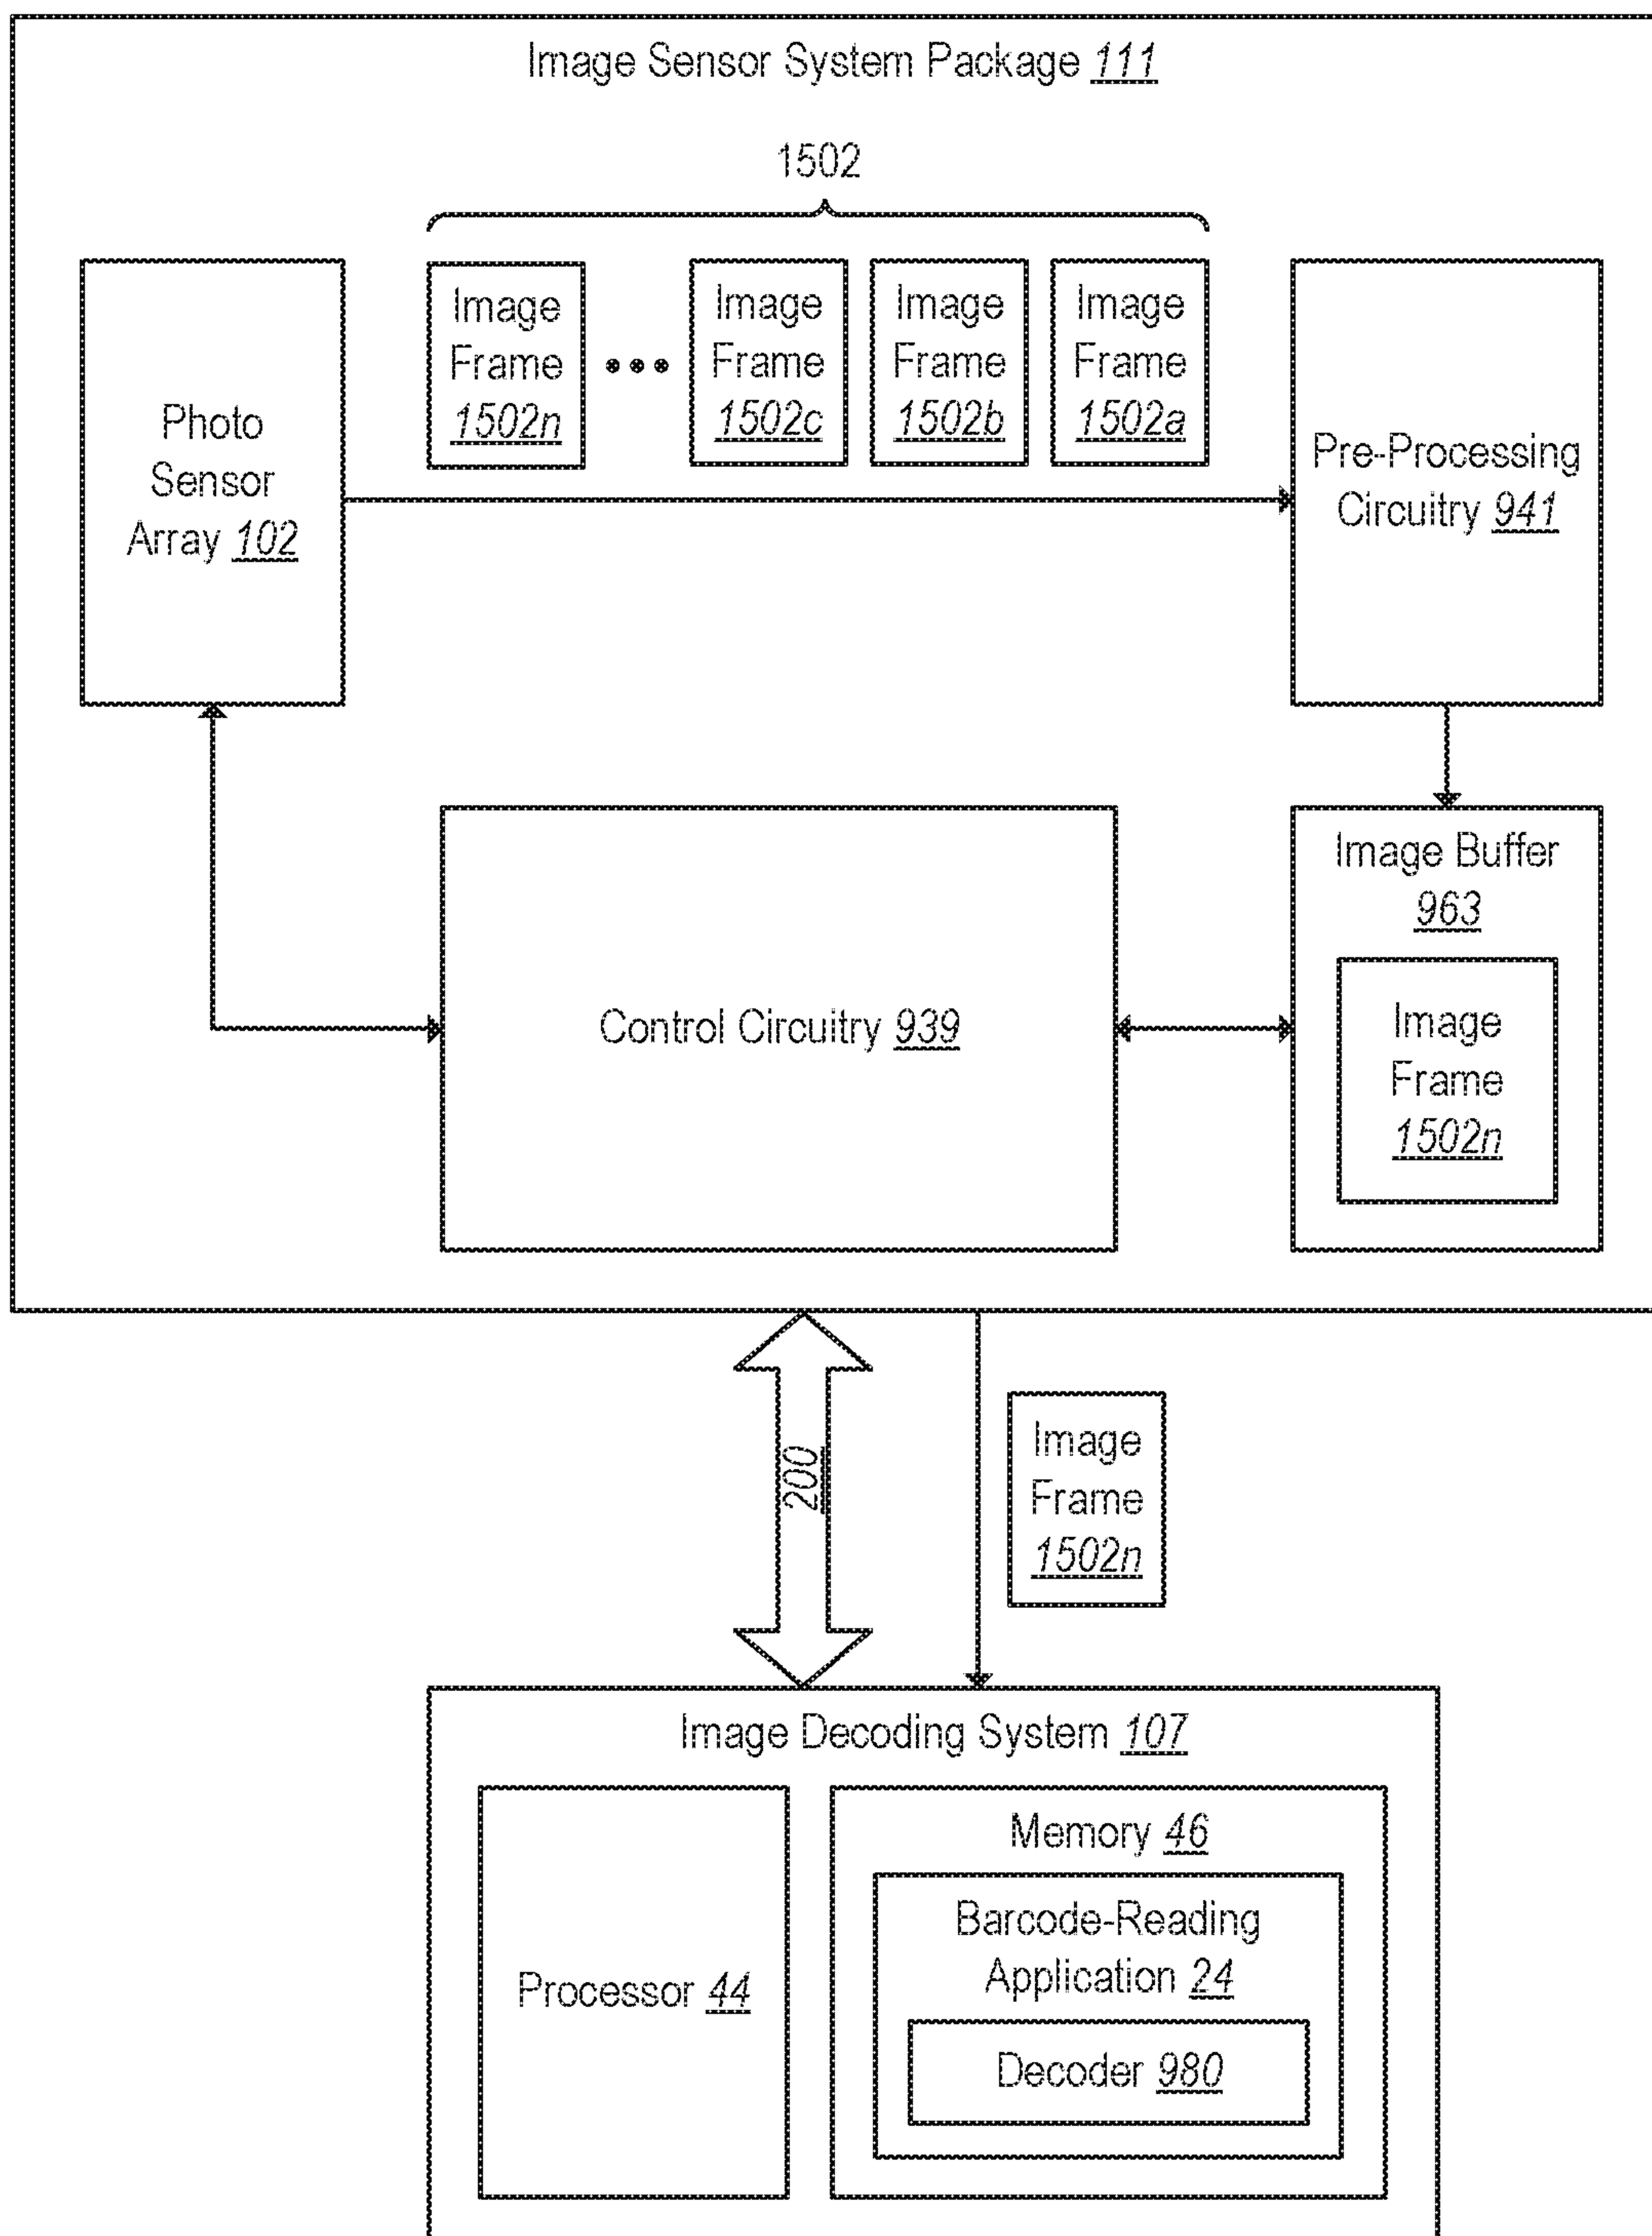 Image Sensor System Package 111
1502
Photo
Sensor
Array 102
Image
Frame
1502n
Image
Frame
1502c
Image
Frame
1502b
Image
Frame
1502a
Pre-Processing
Circuitry 941
Control Circuitry 939
Image Buffer
963
Image
Frame
1502n
200
Image
Frame
1502n
Image Decoding System 107
Processor 44
Memory 46
Barcode-Reading
Application 24
Decoder 980